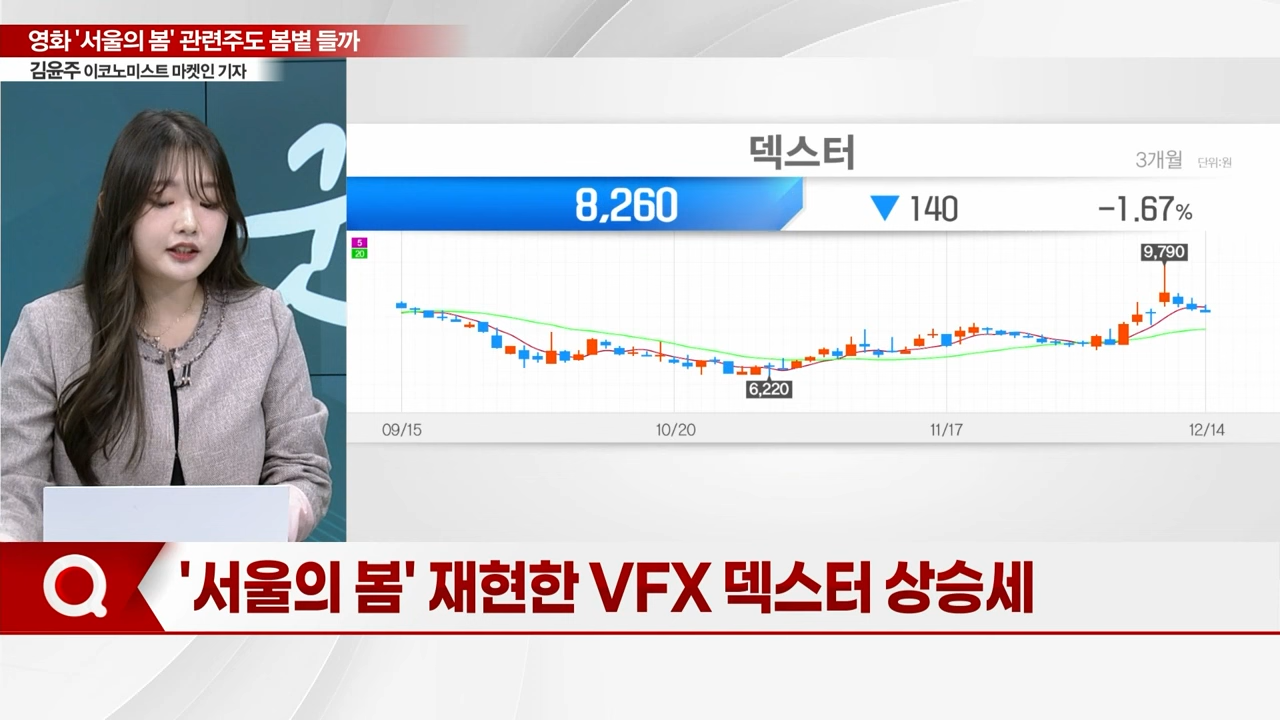 영화 '서울의 봄' 관련주도 봄볕 들까
김윤주 이코노미스트 마켓인 기자
덱스터
3개월 단위:원
8,260 ▼ 140 -1.67%
5
20
9,790
6,220
09/15 10/20 11/17 12/14
'서울의 봄' 재현한 VFX 덱스터 상승세